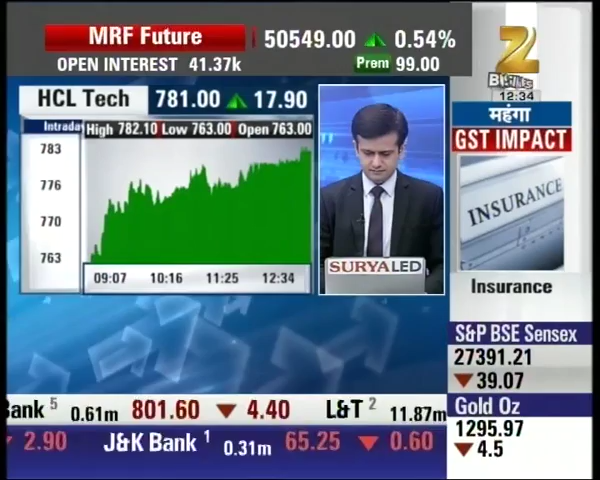 MRF Future 50549.00 0.54%
OPEN INTEREST 41.37k Prem 99.00
12:34
HCL Tech 781.00 17.90
High 782.10 Low 763.00 Open 763.00
783
776
770
763
09:07 10:16 11:25 12:34
SURYA LED
महंगा
GST IMPACT
INSURANCE
Insurance
S&P BSE Sensex
27391.21
39.07
Gold Oz
1295.97
4.5
Bank 5 0.61m 801.60 4.40 L&T 2 11.87m
2.90 J&K Bank 1 0.31m 65.25 0.60